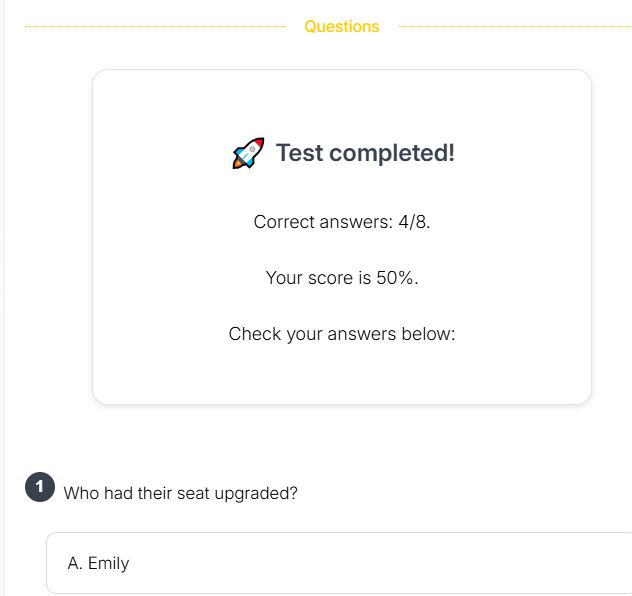 Questions
Test completed!
Correct answers: 4/8.
Your score is 50%.
Check your answers below:
1 Who had their seat upgraded?
A. Emily